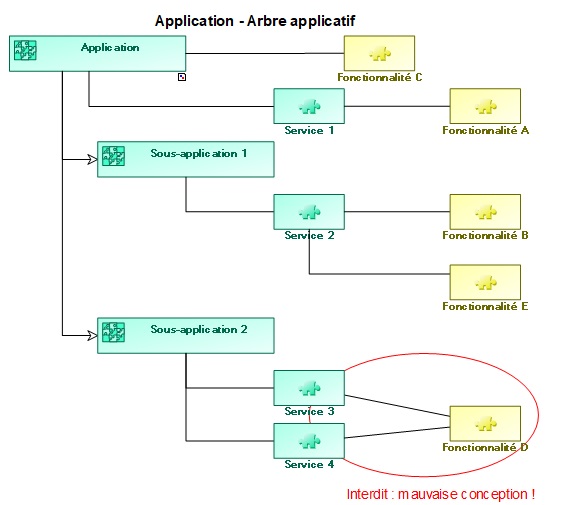 Application - Arbre applicatif
Application
Fonctionnalité C
Service 1
Fonctionnalité A
Sous-application 1
Service 2
Fonctionnalité B
Fonctionnalité E
Sous-application 2
Service 3
Fonctionnalité D
Service 4
Interdit : mauvaise conception !